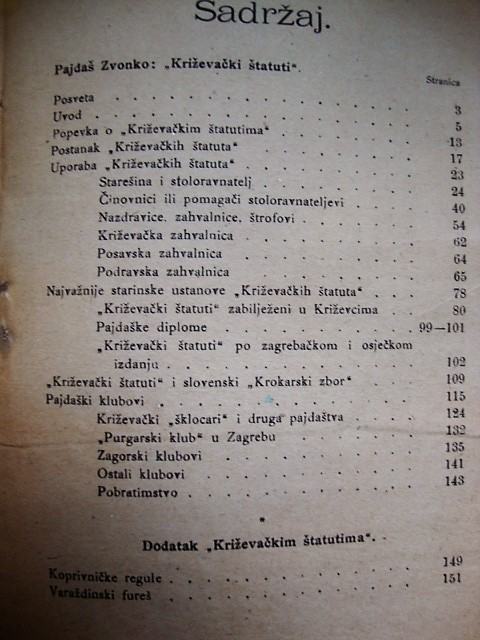 Sadržaj.
Pajdaš Zvonko: „Križevački štatuti“.
Stranica
Posveta . . . . . . . . . . . . 3
Uvod . . . . . . . . . . . . 5
Popevka o „Križevačkim štatutima“ . . . . . 13
Postanak „Križevačkih štatuta“ . . . . . . 17
Uporaba „Križevačkih štatuta“ . . . . . . 23
Starešina i stoloravnatelj . . . . . . 24
Činovnici ili pomagači stoloravnateljevi . . . 40
Nazdravice, zahvalnice, štrofovi . . . . . 54
Križevačka zahvalnica . . . . . . 62
Posavska zahvalnica . . . . . . 64
Podravska zahvalnica . . . . . . 65
Najvažnije starinske ustanove „Križevačkih štatuta“ . . . 78
„Križevački štatuti“ zabilježeni u Križevcima . . 80
Pajdaške diplome . . . . . . . 99—101
„Križevački štatuti“ po zagrebačkom i osječkom
izdanju . . . . . . . . . 102
„Križevački štatuti“ i slovenski „Krokarski zbor“ . . . 109
Pajdaški klubovi . . . . . . . . . 115
Križevački „šklocari“ i druga pajdaštva . . . 124
„Purgarski klub“ u Zagrebu . . . . . 132
Zagorski klubovi . . . . . . . 135
Ostali klubovi . . . . . . . . 141
Pobratimstvo . . . . . . . . 143
*
Dodatak „Križevačkim štatutima“.
Koprivničke regule . . . . . . . . . 149
Varaždinski fureš . . . . . . . . . 151